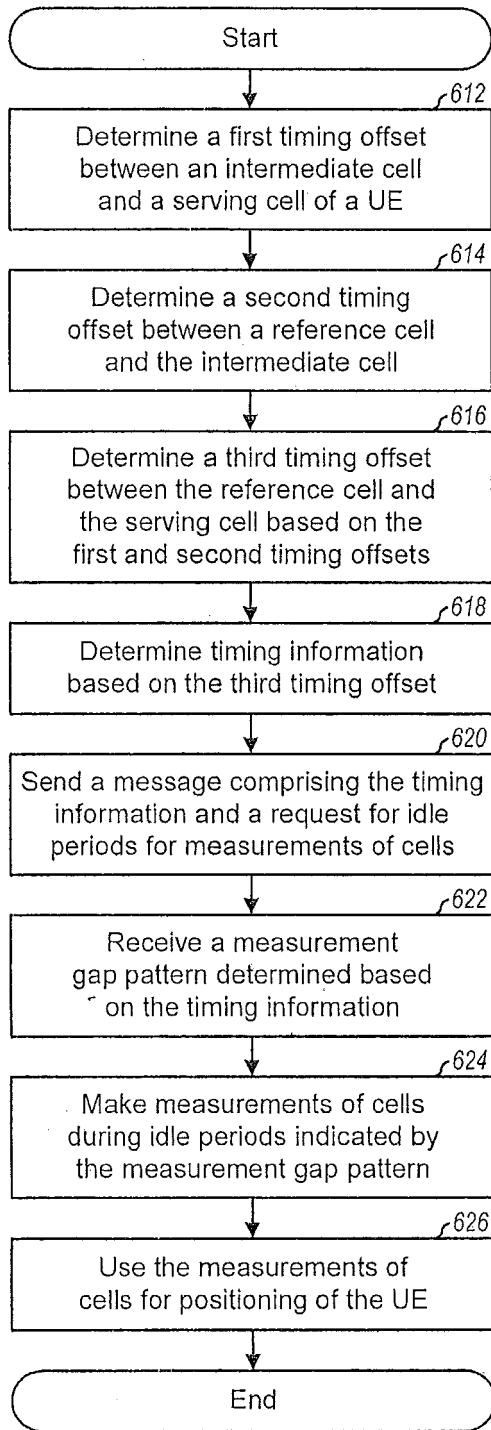 Start
612
Determine a first timing offset
between an intermediate cell
and a serving cell of a UE
614
Determine a second timing
offset between a reference cell
and the intermediate cell
616
Determine a third timing offset
between the reference cell and
the serving cell based on the
first and second timing offsets
618
Determine timing information
based on the third timing offset
620
Send a message comprising the timing
information and a request for idle
periods for measurements of cells
622
Receive a measurement
gap pattern determined based
on the timing information
624
Make measurements of cells
during idle periods indicated by
the measurement gap pattern
626
Use the measurements of
cells for positioning of the UE
End